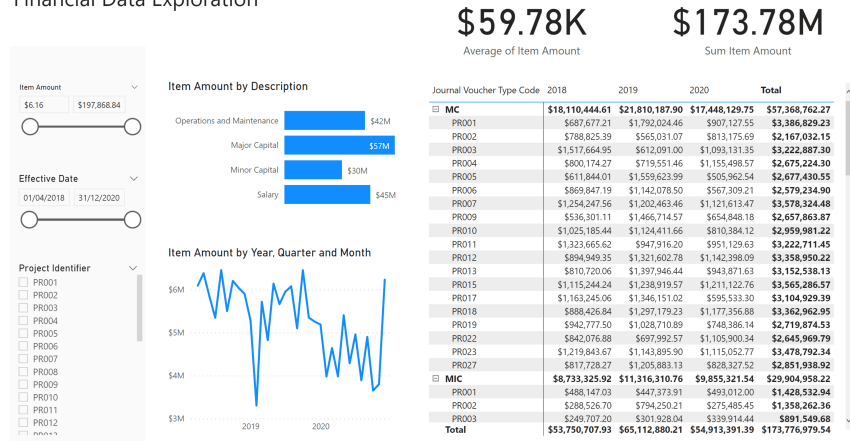 Financial Data Exploration
$59.78K
Average of Item Amount
$173.78M
Sum Item Amount
Item Amount
$6.16 $197,868.84
Effective Date
01/04/2018 31/12/2020
Project Identifier
PR001
PR002
PR003
PR004
PR005
PR006
PR007
PR008
PR009
PR010
PR011
PR012
Item Amount by Description
Operations and Maintenance $42M
Major Capital $57M
Minor Capital $30M
Salary $45M
Item Amount by Year, Quarter and Month
$6M
$5M
$4M
$3M
2019 2020
Journal Voucher Type Code 2018 2019 2020 Total
MC $18,110,444.61 $21,810,187.90 $17,448,129.75 $57,368,762.27
PR001 $687,677.21 $1,792,024.46 $907,127.55 $3,386,829.23
PR002 $788,825.39 $565,031.07 $813,175.69 $2,167,032.15
PR003 $1,517,664.95 $612,091.00 $1,093,131.35 $3,222,887.30
PR004 $800,174.27 $719,551.46 $1,155,498.57 $2,675,224.30
PR005 $611,844.01 $1,559,623.99 $505,962.54 $2,677,430.55
PR006 $869,847.19 $1,142,078.50 $567,309.21 $2,579,234.90
PR007 $1,254,247.56 $1,202,463.46 $1,121,613.47 $3,578,324.48
PR009 $536,301.11 $1,466,714.57 $654,848.18 $2,657,863.87
PR010 $1,025,185.44 $1,124,411.66 $810,384.12 $2,959,981.22
PR011 $1,323,665.62 $947,916.20 $951,129.63 $3,222,711.45
PR012 $894,949.35 $1,321,602.78 $1,142,398.09 $3,358,950.22
PR013 $810,720.06 $1,397,946.44 $943,871.63 $3,152,538.13
PR015 $1,115,244.24 $1,238,919.57 $1,211,122.76 $3,565,286.57
PR017 $1,163,245.06 $1,346,151.02 $595,533.30 $3,104,929.39
PR018 $888,426.84 $1,297,179.23 $1,177,356.88 $3,362,962.95
PR019 $942,777.50 $1,028,710.89 $748,386.14 $2,719,874.53
PR022 $842,076.88 $697,992.57 $1,105,900.34 $2,645,969.79
PR023 $1,219,843.67 $1,143,895.90 $1,115,052.77 $3,478,792.34
PR027 $817,728.27 $1,205,883.13 $828,327.52 $2,851,938.92
MIC $8,733,325.92 $11,316,310.76 $9,855,321.54 $29,904,958.22
PR001 $488,147.03 $447,373.91 $493,012.00 $1,428,532.94
PR002 $288,526.70 $794,250.21 $275,485.45 $1,358,262.36
PR003 $249,707.20 $301,928.04 $339,914.44 $891,549.68
Total $53,750,707.93 $65,112,880.21 $54,913,391.39 $173,776,979.54